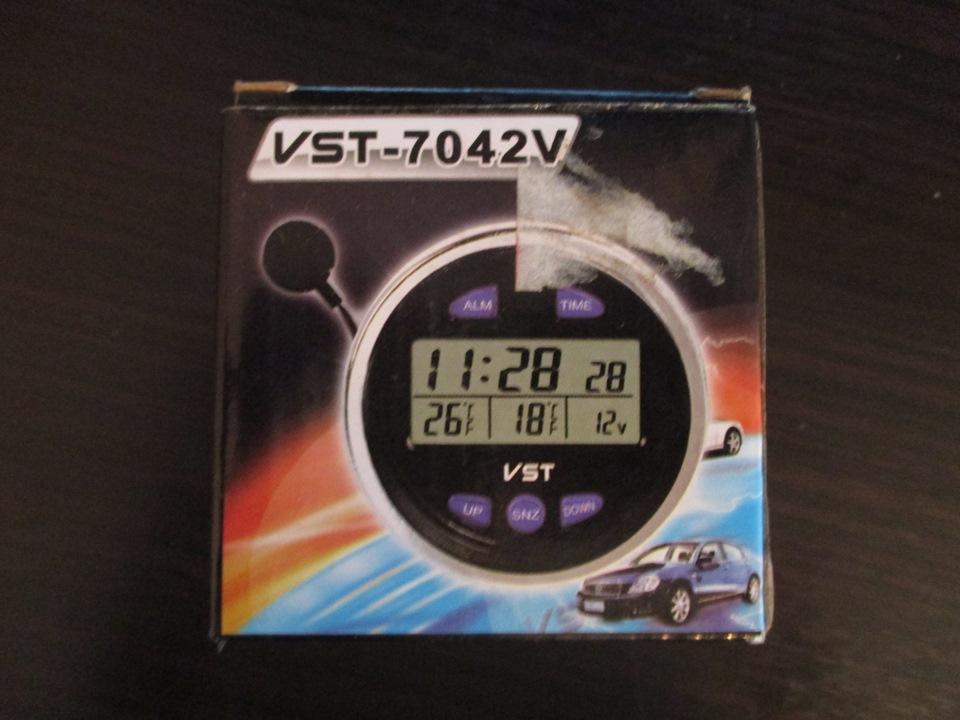 VST-7042V
ALM TIME
11:28 28
26°C°F 18°C°F 12v
VST
UP SNZ DOWN